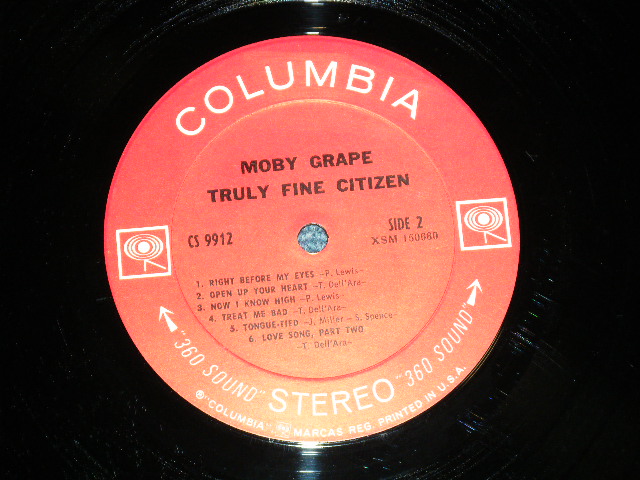 COLUMBIA
MOBY GRAPE
TRULY FINE CITIZEN
CS 9912
SIDE 2
XSM 150680
1. RIGHT BEFORE MY EYES -P. Lewis-
2. OPEN UP YOUR HEART -T. Dell'Ara-
3. NOW I KNOW HIGH -P. Lewis-
4. TREAT ME BAD -T. Dell'Ara-
5. TONGUE-TIED -J. Miller - S. Spence-
6. LOVE SONG, PART TWO
-T. Dell'Ara-
"360 SOUND" STEREO "360 SOUND"
® "COLUMBIA", MARCAS REG. PRINTED IN U.S.A.